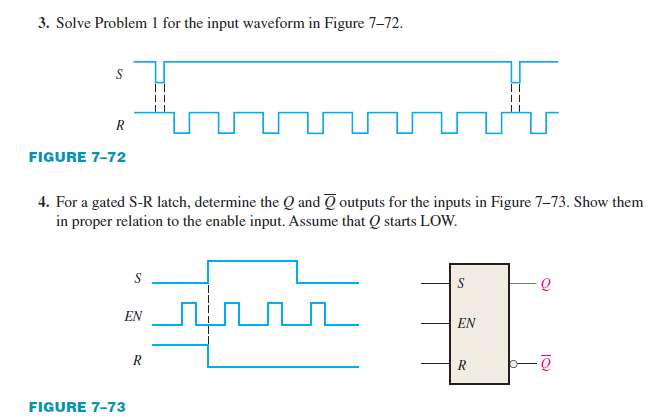 3. Solve Problem 1 for the input waveform in Figure 7–72.
S
R
FIGURE 7–72
4. For a gated S-R latch, determine the Q and Q̅ outputs for the inputs in Figure 7–73. Show them
in proper relation to the enable input. Assume that Q starts LOW.
S
EN
R
S
Q
EN
R
Q̅
FIGURE 7–73